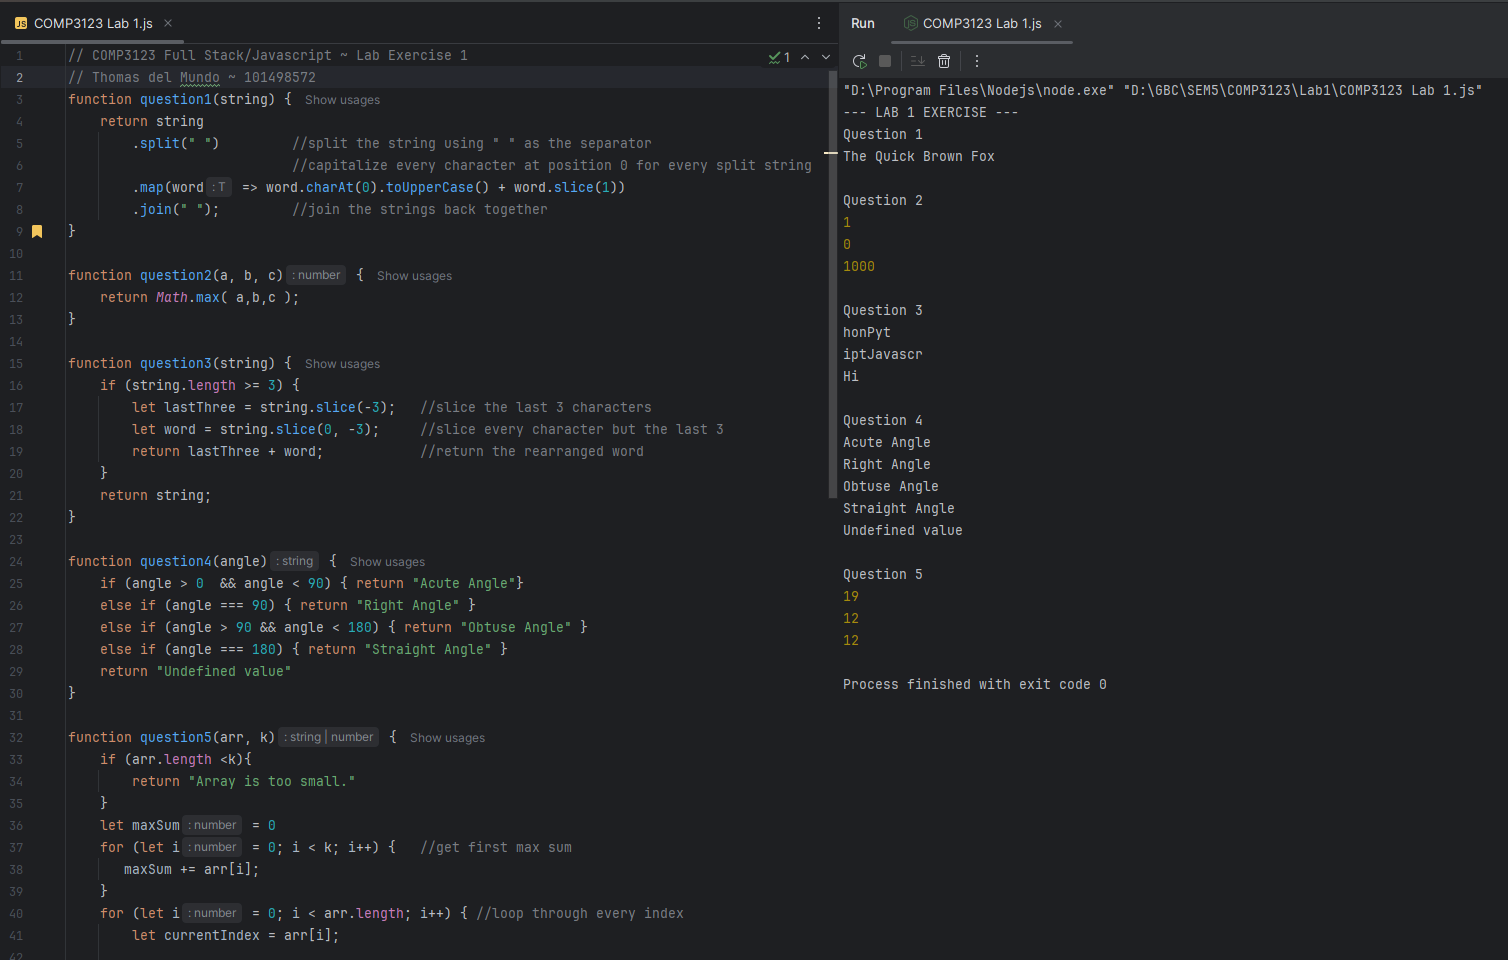 COMP3123 Lab 1.js
1 // COMP3123 Full Stack/Javascript ~ Lab Exercise 1
1
2 // Thomas del Mundo ~ 101498572
3 function question1(string) { Show usages
4 return string
5 .split(" ") //split the string using " " as the separator
6 //capitalize every character at position 0 for every split string
7 .map(word : T => word.charAt(0).toUpperCase() + word.slice(1))
8 .join(" "); //join the strings back together
9 }
10
11 function question2(a, b, c) : number { Show usages
12 return Math.max( a,b,c );
13 }
14
15 function question3(string) { Show usages
16 if (string.length >= 3) {
17 let lastThree = string.slice(-3); //slice the last 3 characters
18 let word = string.slice(0, -3); //slice every character but the last 3
19 return lastThree + word; //return the rearranged word
20 }
21 return string;
22 }
23
24 function question4(angle) : string { Show usages
25 if (angle > 0  && angle < 90) { return "Acute Angle"}
26 else if (angle === 90) { return "Right Angle" }
27 else if (angle > 90 && angle < 180) { return "Obtuse Angle" }
28 else if (angle === 180) { return "Straight Angle" }
29 return "Undefined value"
30 }
31
32 function question5(arr, k) : string | number { Show usages
33 if (arr.length <k){
34 return "Array is too small."
35 }
36 let maxSum : number = 0
37 for (let i : number = 0; i < k; i++) { //get first max sum
38 maxSum += arr[i];
39 }
40 for (let i : number = 0; i < arr.length; i++) { //loop through every index
41 let currentIndex = arr[i];
42
Run COMP3123 Lab 1.js
"D:\Program Files\Nodejs\node.exe" "D:\GBC\SEM5\COMP3123\Lab1\COMP3123 Lab 1.js"
--- LAB 1 EXERCISE ---
Question 1
The Quick Brown Fox
Question 2
1
0
1000
Question 3
honPyt
iptJavascr
Hi
Question 4
Acute Angle
Right Angle
Obtuse Angle
Straight Angle
Undefined value
Question 5
19
12
12
Process finished with exit code 0